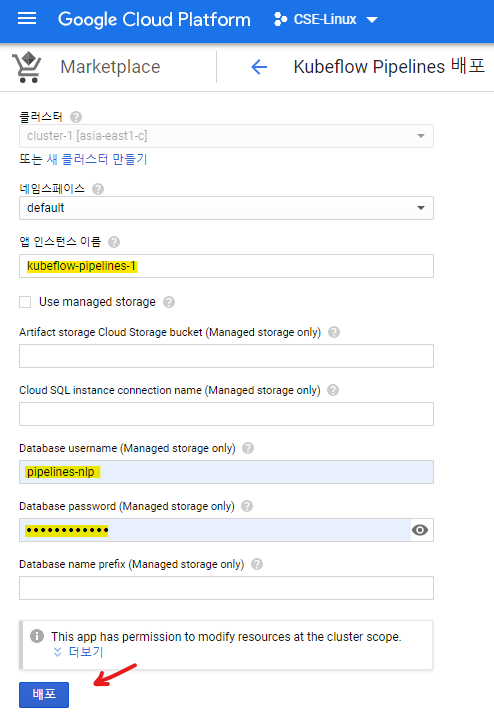 Google Cloud Platform CSE-Linux
Marketplace Kubeflow Pipelines 배포
클러스터
cluster-1 [asia-east1-c]
또는 새 클러스터 만들기
네임스페이스
default
앱 인스턴스 이름
kubeflow-pipelines-1
Use managed storage
Artifact storage Cloud Storage bucket (Managed storage only)
Cloud SQL instance connection name (Managed storage only)
Database username (Managed storage only)
pipelines-nlp
Database password (Managed storage only)
••••••••••••
Database name prefix (Managed storage only)
This app has permission to modify resources at the cluster scope.
더보기
배포